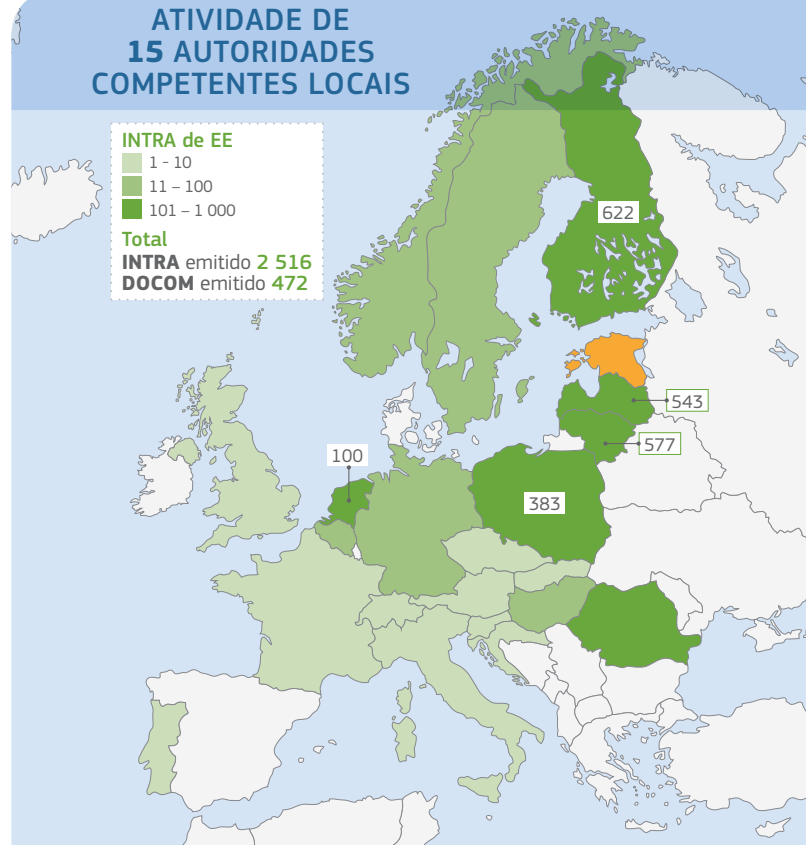 ATIVIDADE DE
15 AUTORIDADES
COMPETENTES LOCAIS
INTRA de EE
1 - 10
11 – 100
101 – 1 000
Total
INTRA emitido 2 516
DOCOM emitido 472
622
543
577
100
383